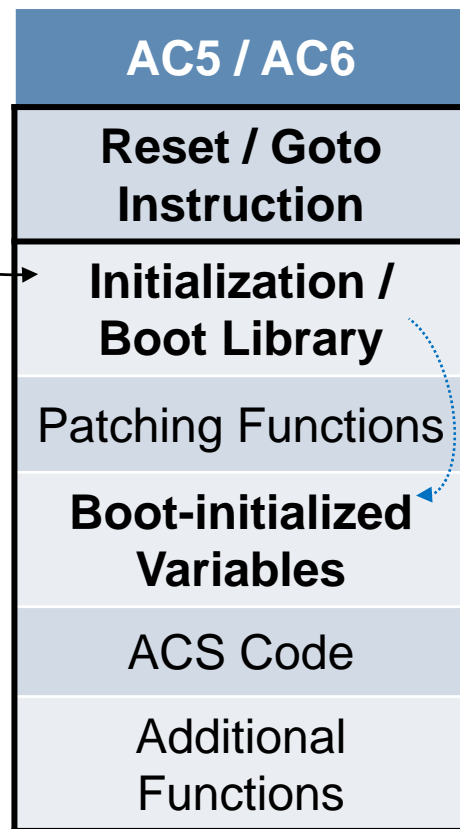 AC5 / AC6
Reset / Goto
Instruction
Initialization /
Boot Library
Patching Functions
Boot-initialized
Variables
ACS Code
Additional
Functions